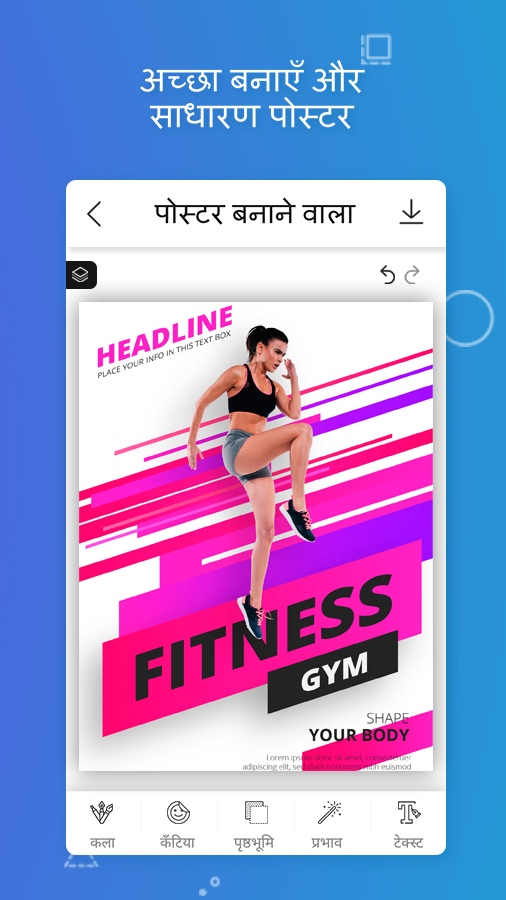 अच्छा बनाएँ और
साधारण पोस्टर
पोस्टर बनाने वाला
HEADLINE
PLACE YOUR INFO IN THIS TEXT BOX
FITNESS
GYM
SHAPE
YOUR BODY
Lorem ipsum dolor sit amet, consectetuer
adipiscing elit, sed diam nonummy nibh euismod
कला
कँटिया
पृष्ठभूमि
प्रभाव
टेक्स्ट